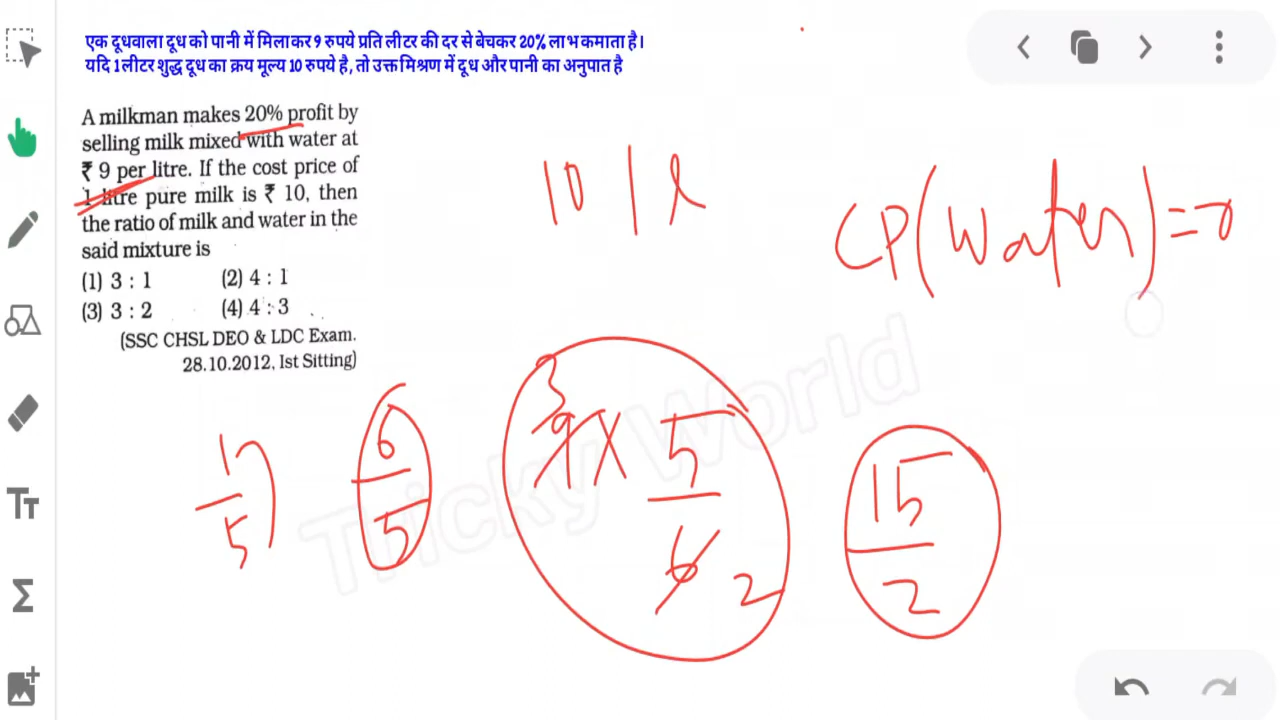 एक दूधवाला दूध को पानी में मिलाकर 9 रुपये प्रति लीटर की दर से बेचकर 20% लाभ कमाता है।
यदि 1 लीटर शुद्ध दूध का क्रय मूल्य 10 रुपये है, तो उक्त मिश्रण में दूध और पानी का अनुपात है
A milkman makes 20% profit by
selling milk mixed with water at
₹ 9 per litre. If the cost price of
1 litre pure milk is ₹ 10, then
the ratio of milk and water in the
said mixture is
(1) 3 : 1 (2) 4 : 1
(3) 3 : 2 (4) 4 : 3
(SSC CHSL DEO & LDC Exam.
28.10.2012, Ist Sitting)
10 / l
CP(Water) = 0
1/5
6/5
3
9 x 5/6
2
15/2
Tricky World
Tт
Σ